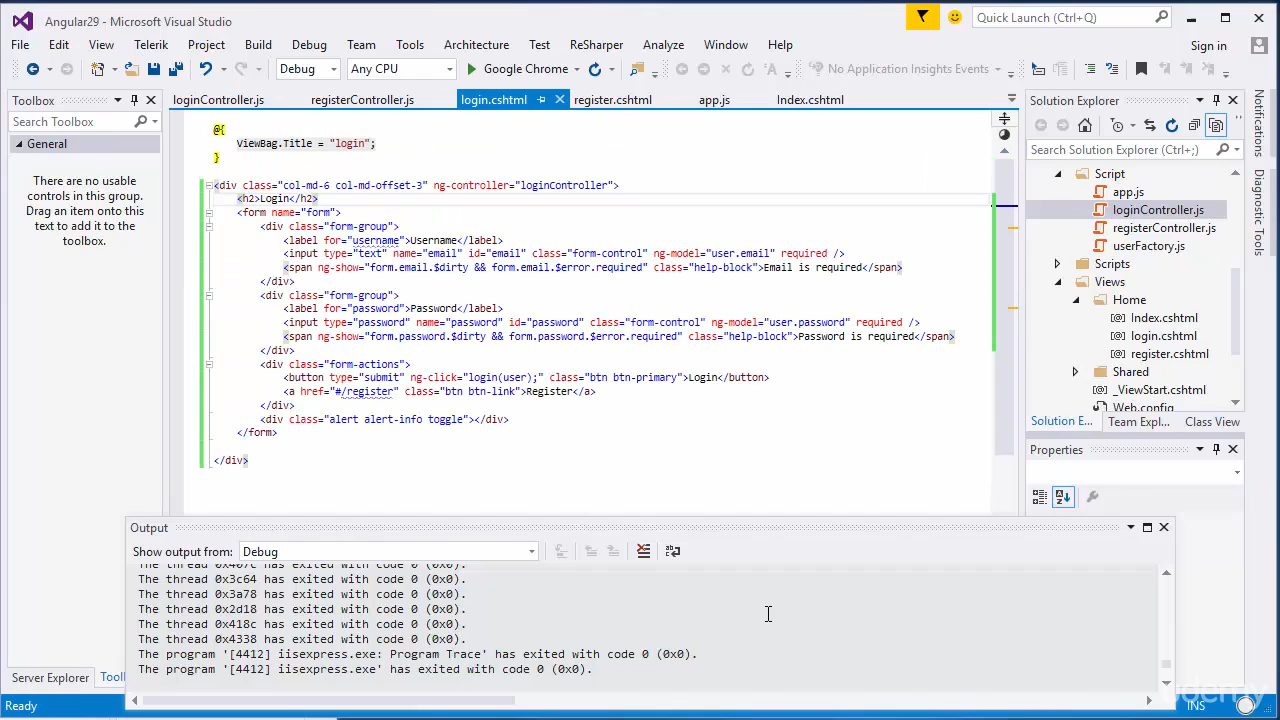 Angular29 - Microsoft Visual Studio
Quick Launch (Ctrl+Q)
File Edit View Telerik Project Build Debug Team Tools Architecture Test ReSharper Analyze Window Help
Sign in
Debug Any CPU Google Chrome No Application Insights Events
Toolbox
Search Toolbox
General
There are no usable
controls in this group.
Drag an item onto this
text to add it to the
toolbox.
loginController.js registerController.js login.cshtml register.cshtml app.js Index.cshtml
@{
ViewBag.Title = "login";
}
<div class="col-md-6 col-md-offset-3" ng-controller="loginController">
<h2>Login</h2>
<form name="form">
<div class="form-group">
<label for="username">Username</label>
<input type="text" name="email" id="email" class="form-control" ng-model="user.email" required />
<span ng-show="form.email.$dirty && form.email.$error.required" class="help-block">Email is required</span>
</div>
<div class="form-group">
<label for="password">Password</label>
<input type="password" name="password" id="password" class="form-control" ng-model="user.password" required />
<span ng-show="form.password.$dirty && form.password.$error.required" class="help-block">Password is required</span>
</div>
<div class="form-actions">
<button type="submit" ng-click="login(user);" class="btn btn-primary">Login</button>
<a href="#/register" class="btn btn-link">Register</a>
</div>
<div class="alert alert-info toggle"></div>
</form>
</div>
Solution Explorer
Search Solution Explorer (Ctrl+;)
Script
app.js
loginController.js
registerController.js
userFactory.js
Scripts
Views
Home
Index.cshtml
login.cshtml
register.cshtml
Shared
_ViewStart.cshtml
Web.config
Solution E... Team Expl... Class View
Properties
Notifications
Diagnostic Tools
Output
Show output from: Debug
The thread 0x407c has exited with code 0 (0x0).
The thread 0x3c64 has exited with code 0 (0x0).
The thread 0x3a78 has exited with code 0 (0x0).
The thread 0x2d18 has exited with code 0 (0x0).
The thread 0x418c has exited with code 0 (0x0).
The thread 0x4338 has exited with code 0 (0x0).
The program '[4412] iisexpress.exe: Program Trace' has exited with code 0 (0x0).
The program '[4412] iisexpress.exe' has exited with code 0 (0x0).
Server Explorer Tool
Ready
INS
udemy